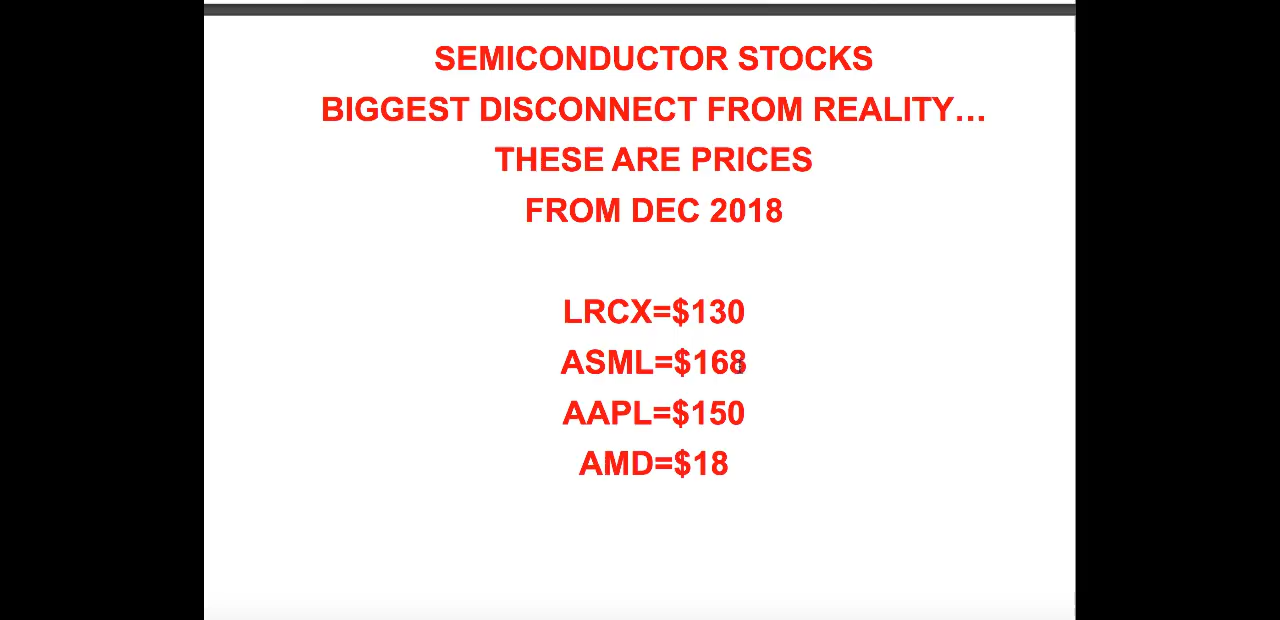 SEMICONDUCTOR STOCKS
BIGGEST DISCONNECT FROM REALITY...
THESE ARE PRICES
FROM DEC 2018
LRCX=$130
ASML=$168
AAPL=$150
AMD=$18